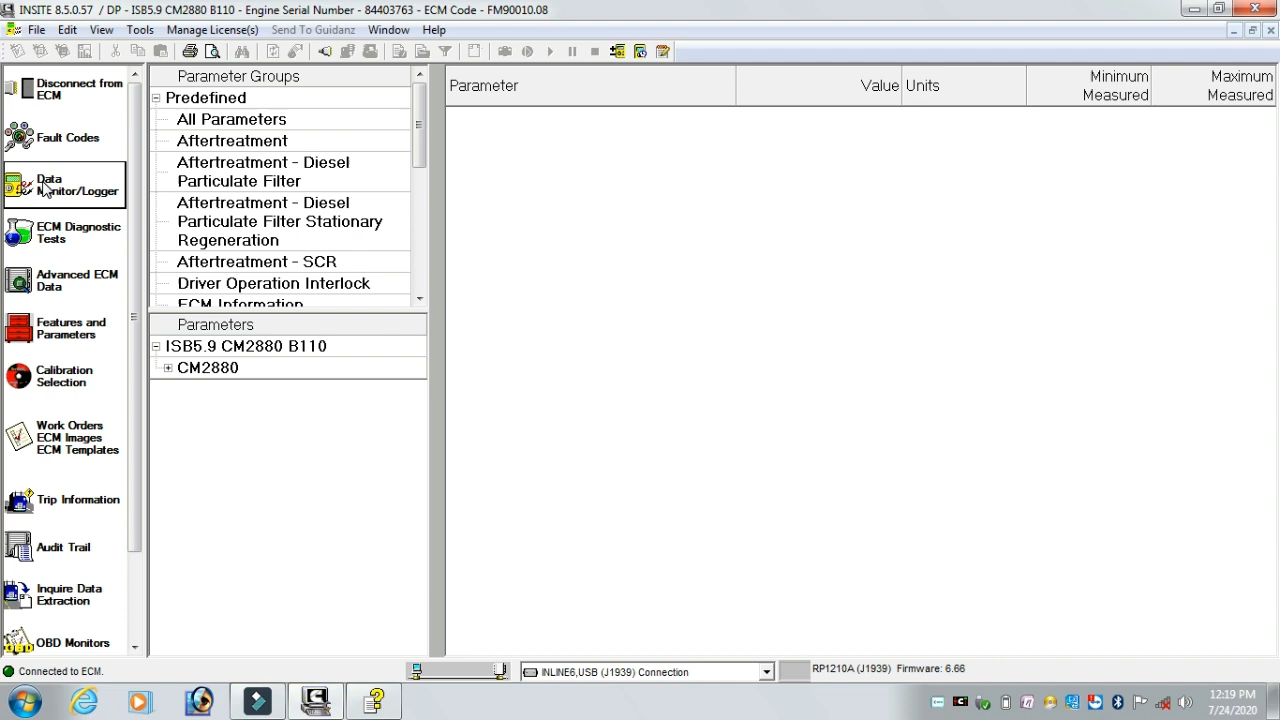 INSITE 8.5.0.57 / DP - ISB5.9 CM2880 B110 - Engine Serial Number - 84403763 - ECM Code - FM90010.08
File Edit View Tools Manage License(s) Send To Guidanz Window Help
Disconnect from
ECM
Fault Codes
Data
Monitor/Logger
ECM Diagnostic
Tests
Advanced ECM
Data
Features and
Parameters
Calibration
Selection
Work Orders
ECM Images
ECM Templates
Trip Information
Audit Trail
Inquire Data
Extraction
OBD Monitors
Parameter Groups
Predefined
All Parameters
Aftertreatment
Aftertreatment - Diesel
Particulate Filter
Aftertreatment - Diesel
Particulate Filter Stationary
Regeneration
Aftertreatment - SCR
Driver Operation Interlock
ECM Information
Parameters
ISB5.9 CM2880 B110
CM2880
Parameter Value Units Minimum
Measured Maximum
Measured
Connected to ECM.
INLINE6,USB (J1939) Connection
RP1210A (J1939) Firmware: 6.66
12:19 PM
7/24/2020